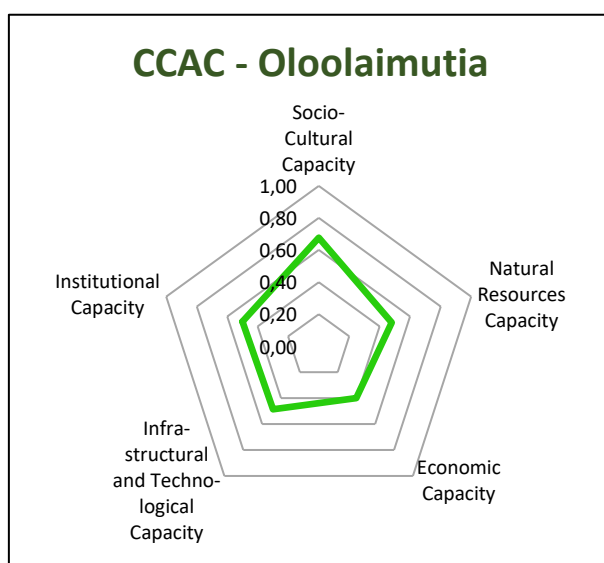 CCAC - Oloolaimutia
Socio-
Cultural
Capacity
1,00
0,80
0,60
0,40
0,20
0,00
Natural
Resources
Capacity
Economic
Capacity
Infra-
structural
and Techno-
logical
Capacity
Institutional
Capacity